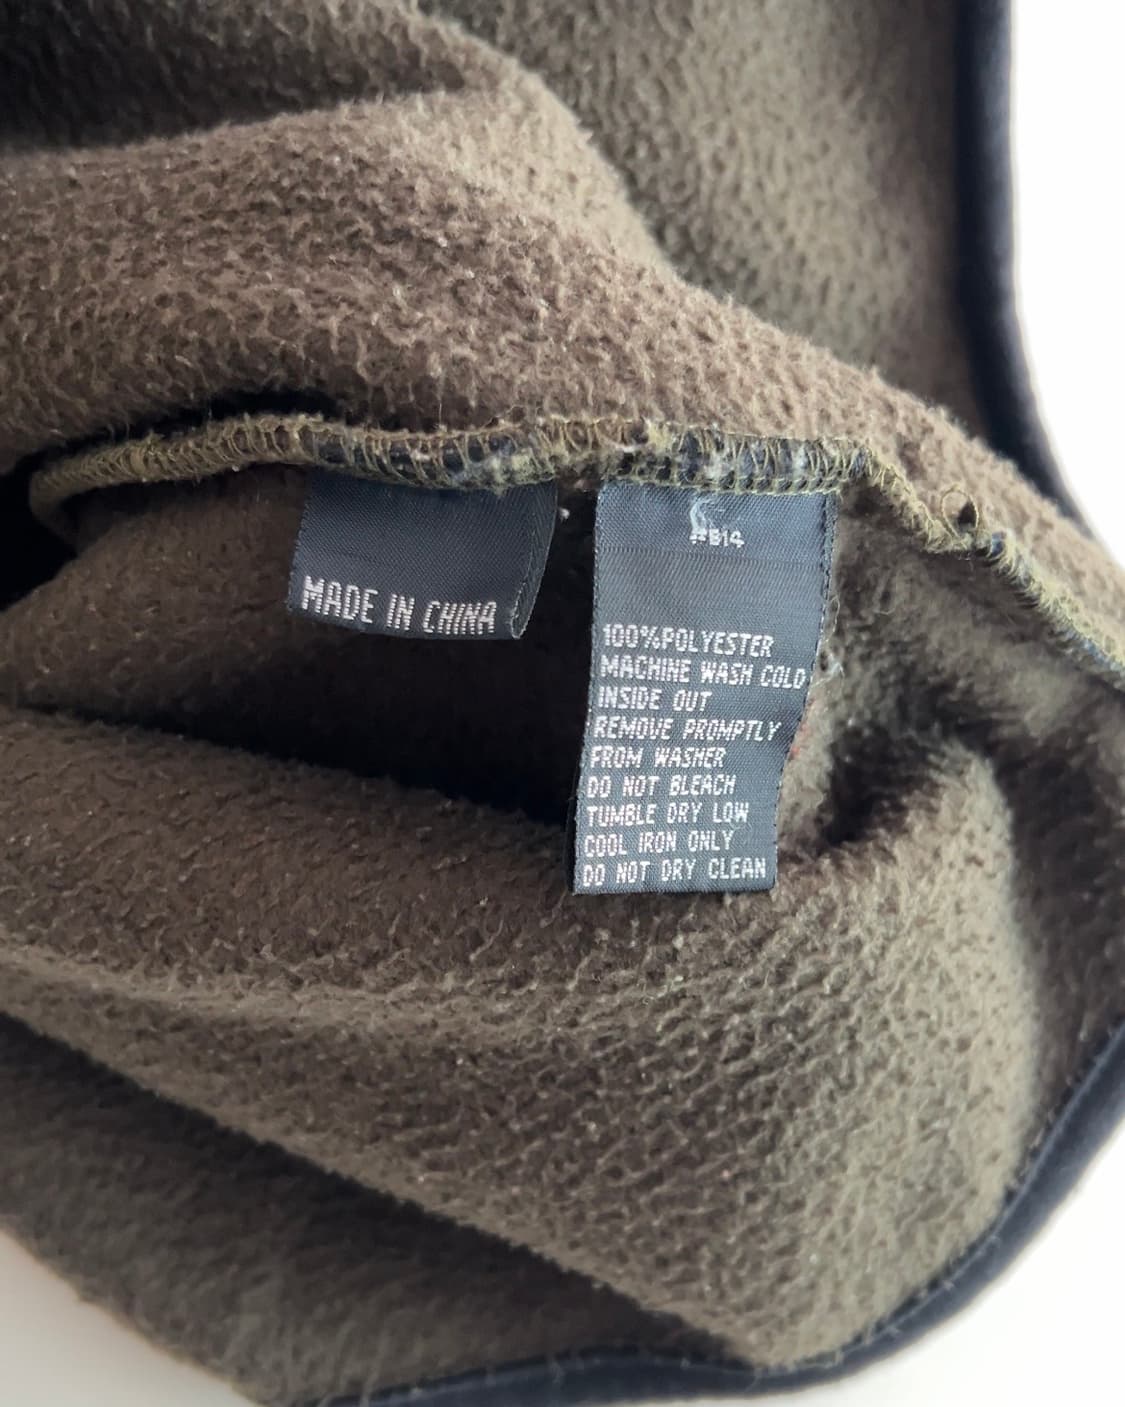 MADE IN CHINA
100%POLYESTER
MACHINE WASH COLD
INSIDE OUT
REMOVE PROMPTLY
FROM WASHER
DO NOT BLEACH
TUMBLE DRY LOW
COOL IRON ONLY
DO NOT DRY CLEAN